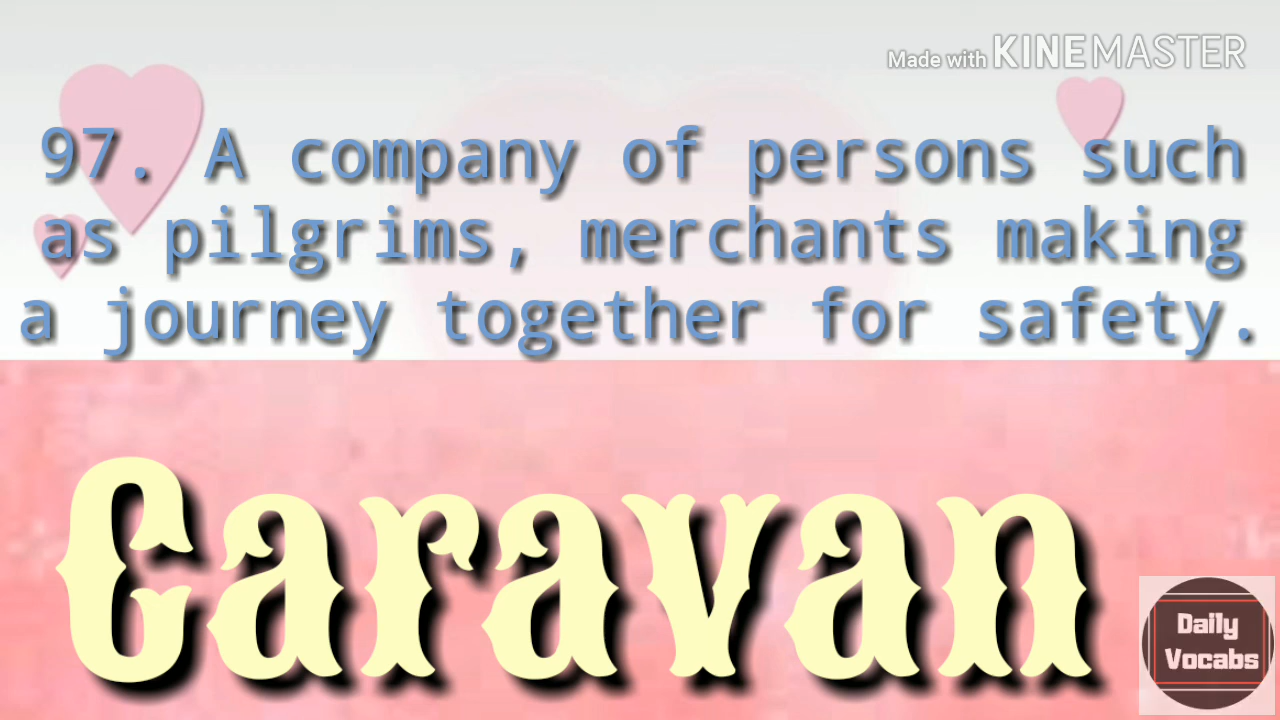 Made with KINEMASTER
97. A company of persons such
as pilgrims, merchants making
a journey together for safety.
Caravan
Daily
Vocabs